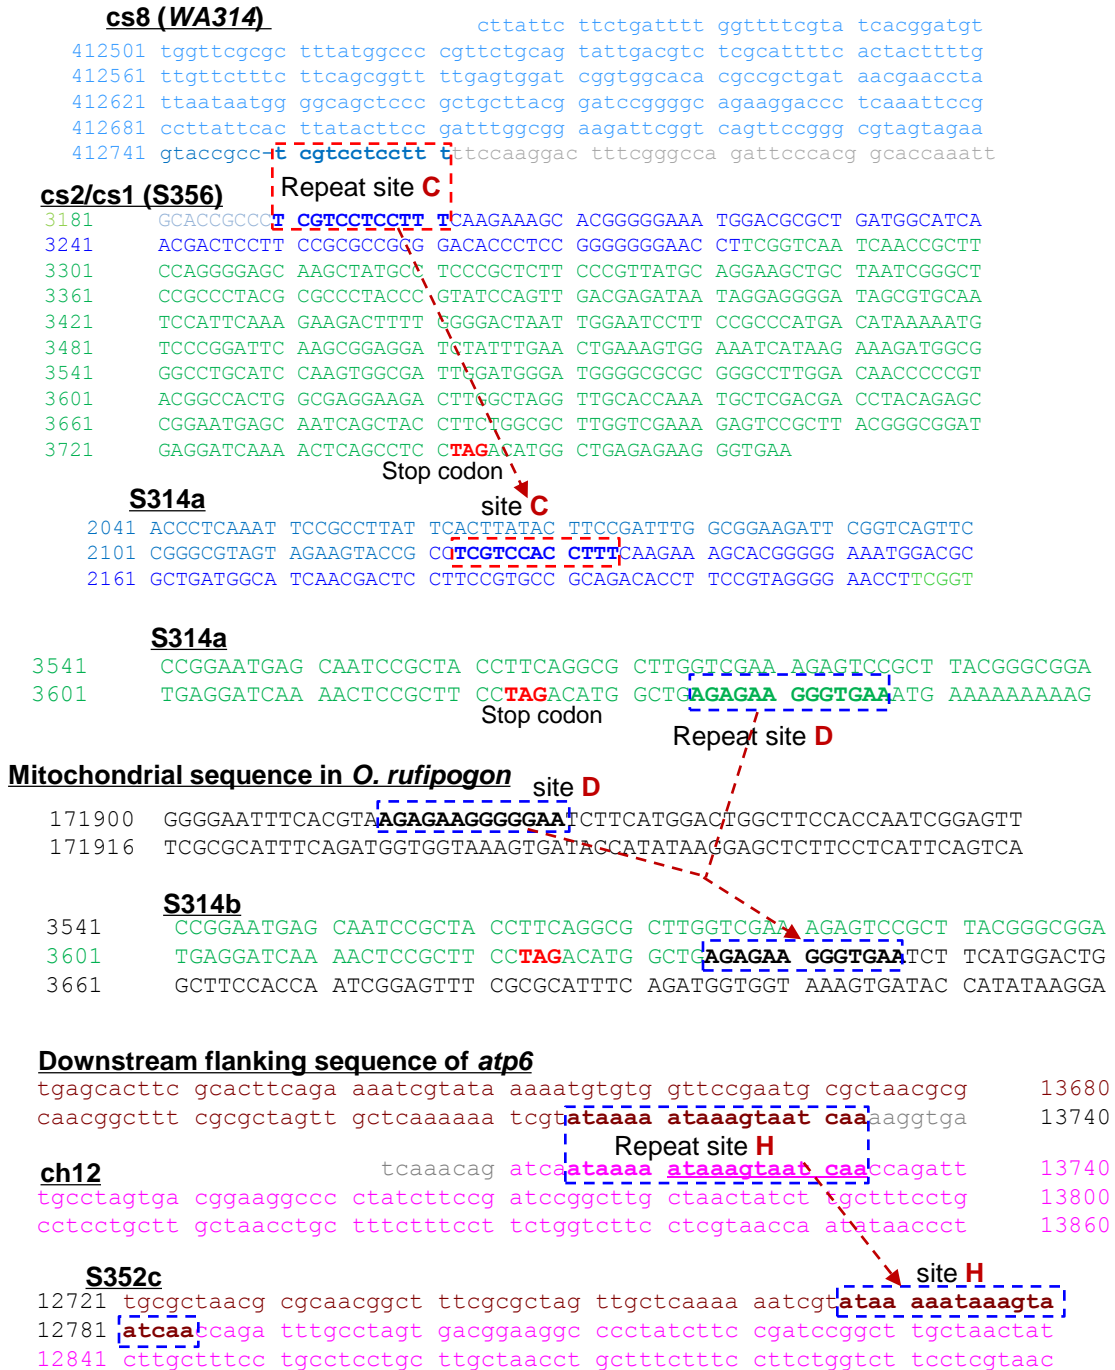 cs8 (WA314)
cttattc ttctgatttt ggttttcgta tcacggatgt
412501 tggttcgcgc tttatggccc cgttctgcag tattgacgtc tcgcattttc actacttttg
412561 ttgttctttc ttcagcggtt ttgagtggat cggtggcaca cgccgctgat aacgaaccta
412621 ttaataatgg ggcagctccc gctgcttacg gatccggggc agaaggaccc tcaaattccg
412681 ccttattcac ttatacttcc gatttggcgg aagattcggt cagttccggg cgtagtagaa
412741 gtaccgcc-t cgtcctcctt tttccaaggac tttcgggcca gattcccacg gcaccaaatt
Repeat site C
cs2/cs1 (S356)
3181 GCACCGCCCT CGTCCTCCTT TCAAGAAAGC ACGGGGGAAA TGGACGCGCT GATGGCATCA
3241 ACGACTCCTT CCGCGCCGGG GACACCCTCC GGGGGGGAAC CTTCGGTCAA TCAACCGCTT
3301 CCAGGGGAGC AAGCTATGCC TCCCGCTCTT CCCGTTATGC AGGAAGCTGC TAATCGGGCT
3361 CCGCCCTACG CGCCCTACCC GTATCCAGTT GACGAGATAA TAGGAGGGGA TAGCGTGCAA
3421 TCCATTCAAA GAAGACTTTT GGGGGACTAAT TGGAATCCTT CCGCCCATGA CATAAAAATG
3481 TCCCGGATTC AAGCGGAGGA TGTATTTGAA CTGAAAGTGG AAATCATAAG AAAGATGGCG
3541 GGCCTGCATC CAAGTGGCGA TTGGATGGGA TGGGGCGCGC GGGCCTTGGA CAACCCCCGT
3601 ACGGCCACTG GCGAGGAAGA CTTGGCTAGG TTGCACCAAA TGCTCGACGA CCTACAGAGC
3661 CGGAATGAGC AATCAGCTAC CTTCTGGCGC TTGGTCGAAA GAGTCCGCTT ACGGGCGGAT
3721 GAGGATCAAA ACTCAGCCTC CTAGACATGG CTGAGAGAAG GGTGAA
Stop codon
S314a
site C
2041 ACCCTCAAAT TCCGCCTTAT TCACTTATAC TTCCGATTTG GCGGAAGATT CGGTCAGTTC
2101 CGGGCGTAGT AGAAGTACCG CCTCGTCCAC CTTTCAAGAA AGCACGGGGG AAATGGACGC
2161 GCTGATGGCA TCAACGACTC CTTCCGTGCC GCAGACACCT TCCGTAGGGG AACCTTCGGT
S314a
3541 CCGGAATGAG CAATCCGCTA CCTTCAGGCG CTTGGTCGAA AGAGTCCGCT TACGGGCGGA
3601 TGAGGATCAA AACTCCGCTT CCTAGACATG GCTGAGAGAA GGGTGAAATG AAAAAAAAAG
Stop codon
Repeat site D
Mitochondrial sequence in O. rufipogon
site D
171900 GGGGAATTTCACGTAAGAGAAGGGGGAATCTTCATGGACTGGCTTCCACCAATCGGAGTT
171916 TCGCGCATTTCAGATGGTGGTAAAGTGATAGCATATAAGGAGCTCTTCCTCATTCAGTCA
S314b
3541 CCGGAATGAG CAATCCGCTA CCTTCAGGCG CTTGGTCGAA AGAGTCCGCT TACGGGCGGA
3601 TGAGGATCAA AACTCCGCTT CCTAGACATG GCTGAGAGAA GGGTGAATCT TCATGGACTG
3661 GCTTCCACCA ATCGGAGTTT CGCGCATTTC AGATGGTGGT AAAGTGATAC CATATAAGGA
Downstream flanking sequence of atp6
tgagcacttc gcacttcaga aaatcgtata aaaatgtgtg gttccgaatg cgctaacgcg 13680
caacggcttt cgcgctagtt gctcaaaaaa tcgtataaaa ataaagtaat caaaaggtga 13740
Repeat site H
ch12
tcaaacag atcaataaaa ataaagtaat caaccagatt 13740
tgcctagtga cggaaggccc ctatcttccg atccggcttg ctaactatct tgctttcctg 13800
cctcctgctt gctaacctgc tttctttcct tctggtcttc ctcgtaacca atataaccct 13860
S352c
site H
12721 tgcgctaacg cgcaacggct ttcgcgctag ttgctcaaaa aatcgtataa aaataaagta
12781 atcaaccaga tttgcctagt gacggaaggc ccctatcttc cgatccggct tgctaactat
12841 cttgctttcc tgcctcctgc ttgctaacct gctttctttc cttctggtct tcctcgtaac